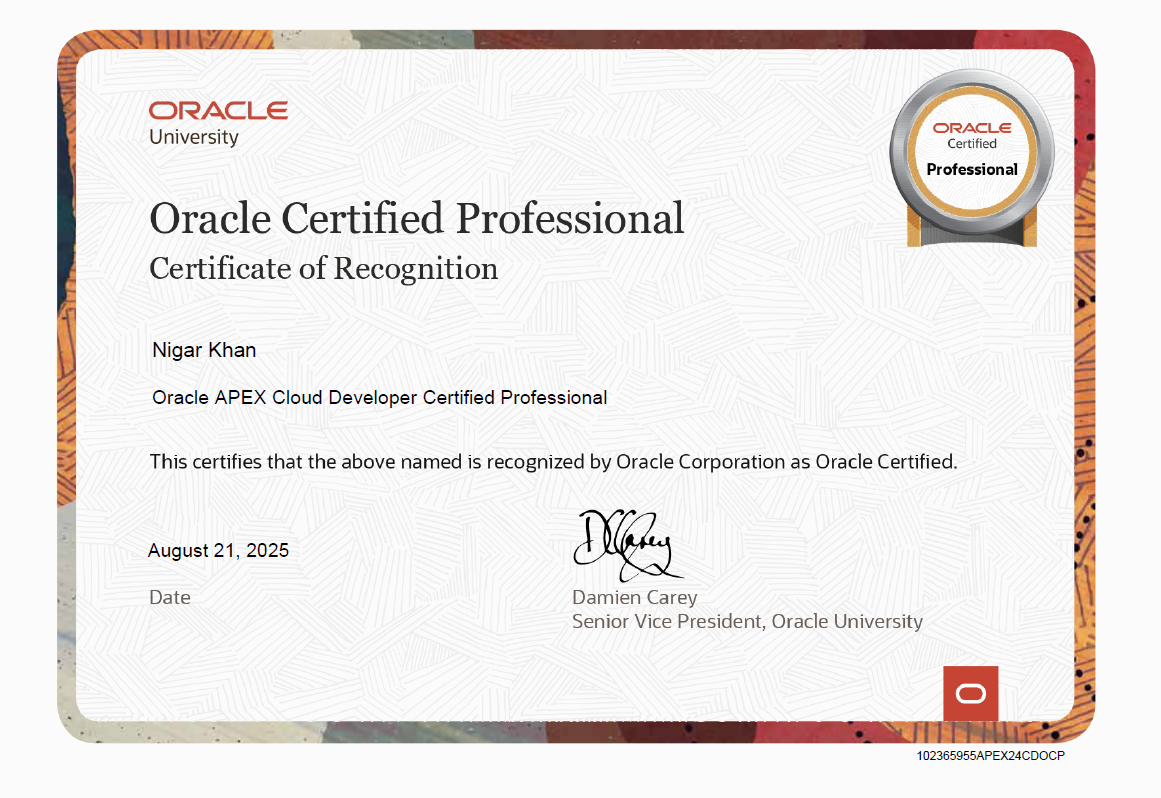 ORACLE
University
ORACLE
Certified
Professional
Oracle Certified Professional
Certificate of Recognition
Nigar Khan
Oracle APEX Cloud Developer Certified Professional
This certifies that the above named is recognized by Oracle Corporation as Oracle Certified.
August 21, 2025
Date
DCarey
Damien Carey
Senior Vice President, Oracle University
102365955APEX24CDOCP